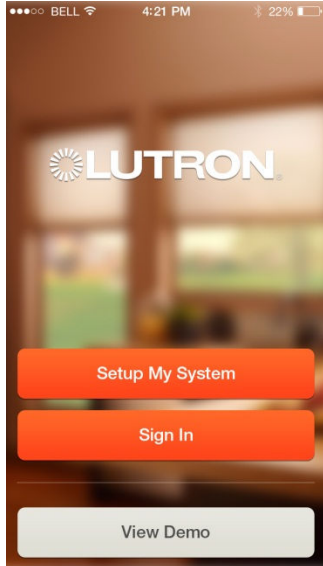 BELL 4:21 PM 22%
LUTRON®
Setup My System
Sign In
View Demo